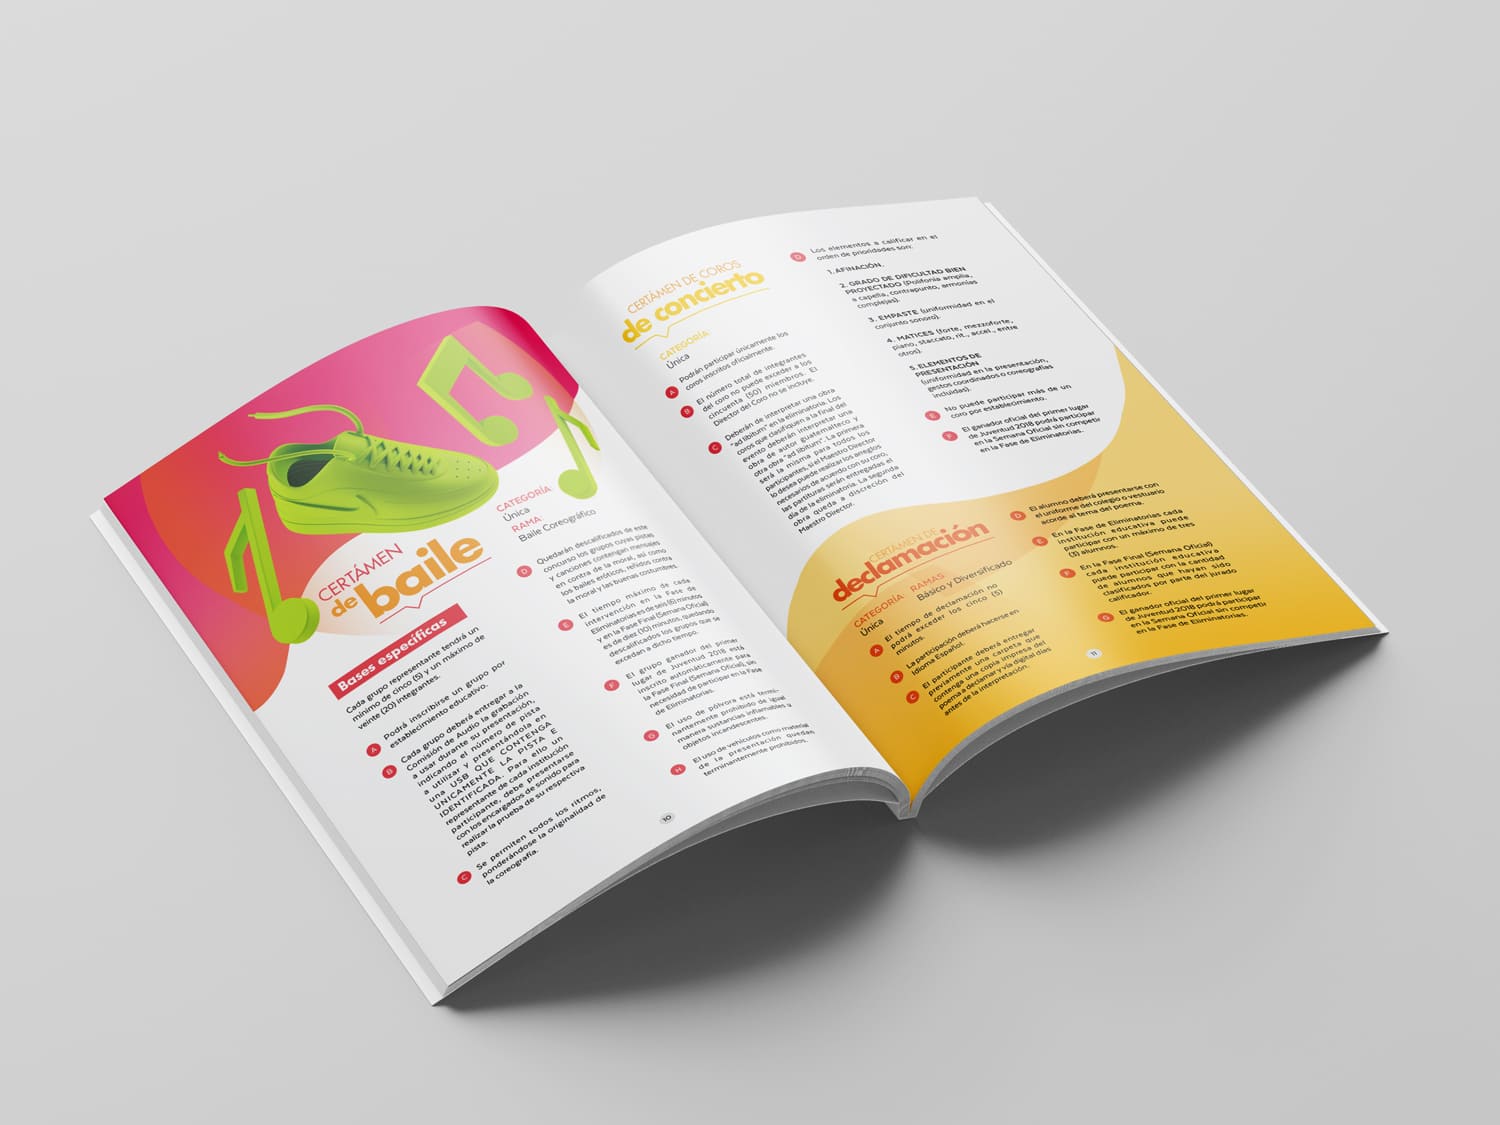 CERTÁMEN
de baile
Bases específicas
Cada grupo representante tendrá un
mínimo de cinco (5) y un máximo de
veinte (20) integrantes.
A
Podrá inscribirse un grupo por
establecimiento educativo.
B
Cada grupo deberá entregar a la
Comisión de Audio la grabación
a usar durante su presentación,
indicando el número de pista
a utilizar y presentándola en
una USB QUE CONTENGA
UNICAMENTE LA PISTA E
IDENTIFICADA. Para ello un
representante de cada institución
participante, debe presentarse
con los encargados de sonido para
realizar la prueba de su respectiva
pista.
C
Se permiten todos los ritmos,
ponderándose la originalidad de
la coreografía.
CATEGORÍA
Única
RAMA:
Baile Coreográfico
D
Quedarán descalificados de este
concurso los grupos cuyas pistas
y canciones contengan mensajes
en contra de la moral, así como
los bailes eróticos, reñidos contra
la moral y las buenas costumbres.
E
El tiempo máximo de cada
intervención en la Fase de
Eliminatorias es de seis (6) minutos
y en la Fase Final (Semana Oficial)
es de diez (10) minutos, quedando
descalificados los grupos que se
excedan a dicho tiempo.
F
El grupo ganador del primer
lugar de Juventud 2018 está
inscrito automáticamente para
la Fase Final (Semana Oficial), sin
necesidad de participar en la Fase
de Eliminatorias.
G
El uso de pólvora está termi-
nantemente prohibido de igual
manera sustancias inflamables y
objetos incandescentes.
H
El uso de vehículos como material
de la presentación quedan
terminantemente prohibidos.
10
CERTÁMEN DE COROS
de concierto
CATEGORÍA
Única
A
Podrán participar únicamente los
coros inscritos oficialmente.
B
El número total de integrantes
del coro no puede exceder a los
cincuenta (50) miembros. El
Director del Coro no se incluye.
C
Deberán de interpretar una obra
"ad libitum" en la eliminatoria. Los
coros que clasifiquen a la final del
evento deberán interpretar una
obra de autor guatemalteco y
otra obra "ad libitum". La primera
será la misma para todos los
participantes, si el Maestro Director
lo desea puede realizar los arreglos
necesarios de acuerdo con su coro,
las partituras serán entregadas el
día de la eliminatoria. La segunda
obra queda a discreción del
Maestro Director.
D
Los elementos a calificar en el
orden de prioridades son:
1. AFINACIÓN.
2. GRADO DE DIFICULTAD BIEN
PROYECTADO (Polifonía amplia,
a capella, contrapunto, armonías
complejas).
3. EMPASTE (uniformidad en el
conjunto sonoro).
4. MATICES (forte, mezzoforte,
piano, staccato, rit., accel., entre
otros).
5. ELEMENTOS DE
PRESENTACIÓN
(uniformidad en la presentación,
gestos coordinados o coreografías
incluidas).
E
No puede participar más de un
coro por establecimiento.
F
El ganador oficial del primer lugar
de Juventud 2018 podrá participar
en la Semana Oficial sin competir
en la Fase de Eliminatorias.
CERTÁMEN DE
declamación
CATEGORÍA
Única
RAMAS:
Básico y Diversificado
A
El tiempo de declamación no
podrá exceder los cinco (5)
minutos.
B
La participación deberá hacerse en
Idioma Español.
C
El participante deberá entregar
previamente una carpeta que
contenga una copia impresa del
poema a declamar y vía digital días
antes de la interpretación.
D
El alumno deberá presentarse con
el uniforme del colegio o vestuario
acorde al tema del poema.
E
En la Fase de Eliminatorias cada
institución educativa puede
participar con un máximo de tres
(3) alumnos.
F
En la Fase Final (Semana Oficial)
cada institución educativa
puede participar con la cantidad
de alumnos que hayan sido
clasificados por parte del jurado
calificador.
G
El ganador oficial del primer lugar
de Juventud 2018 podrá participar
en la Semana Oficial sin competir
en la Fase de Eliminatorias.
11